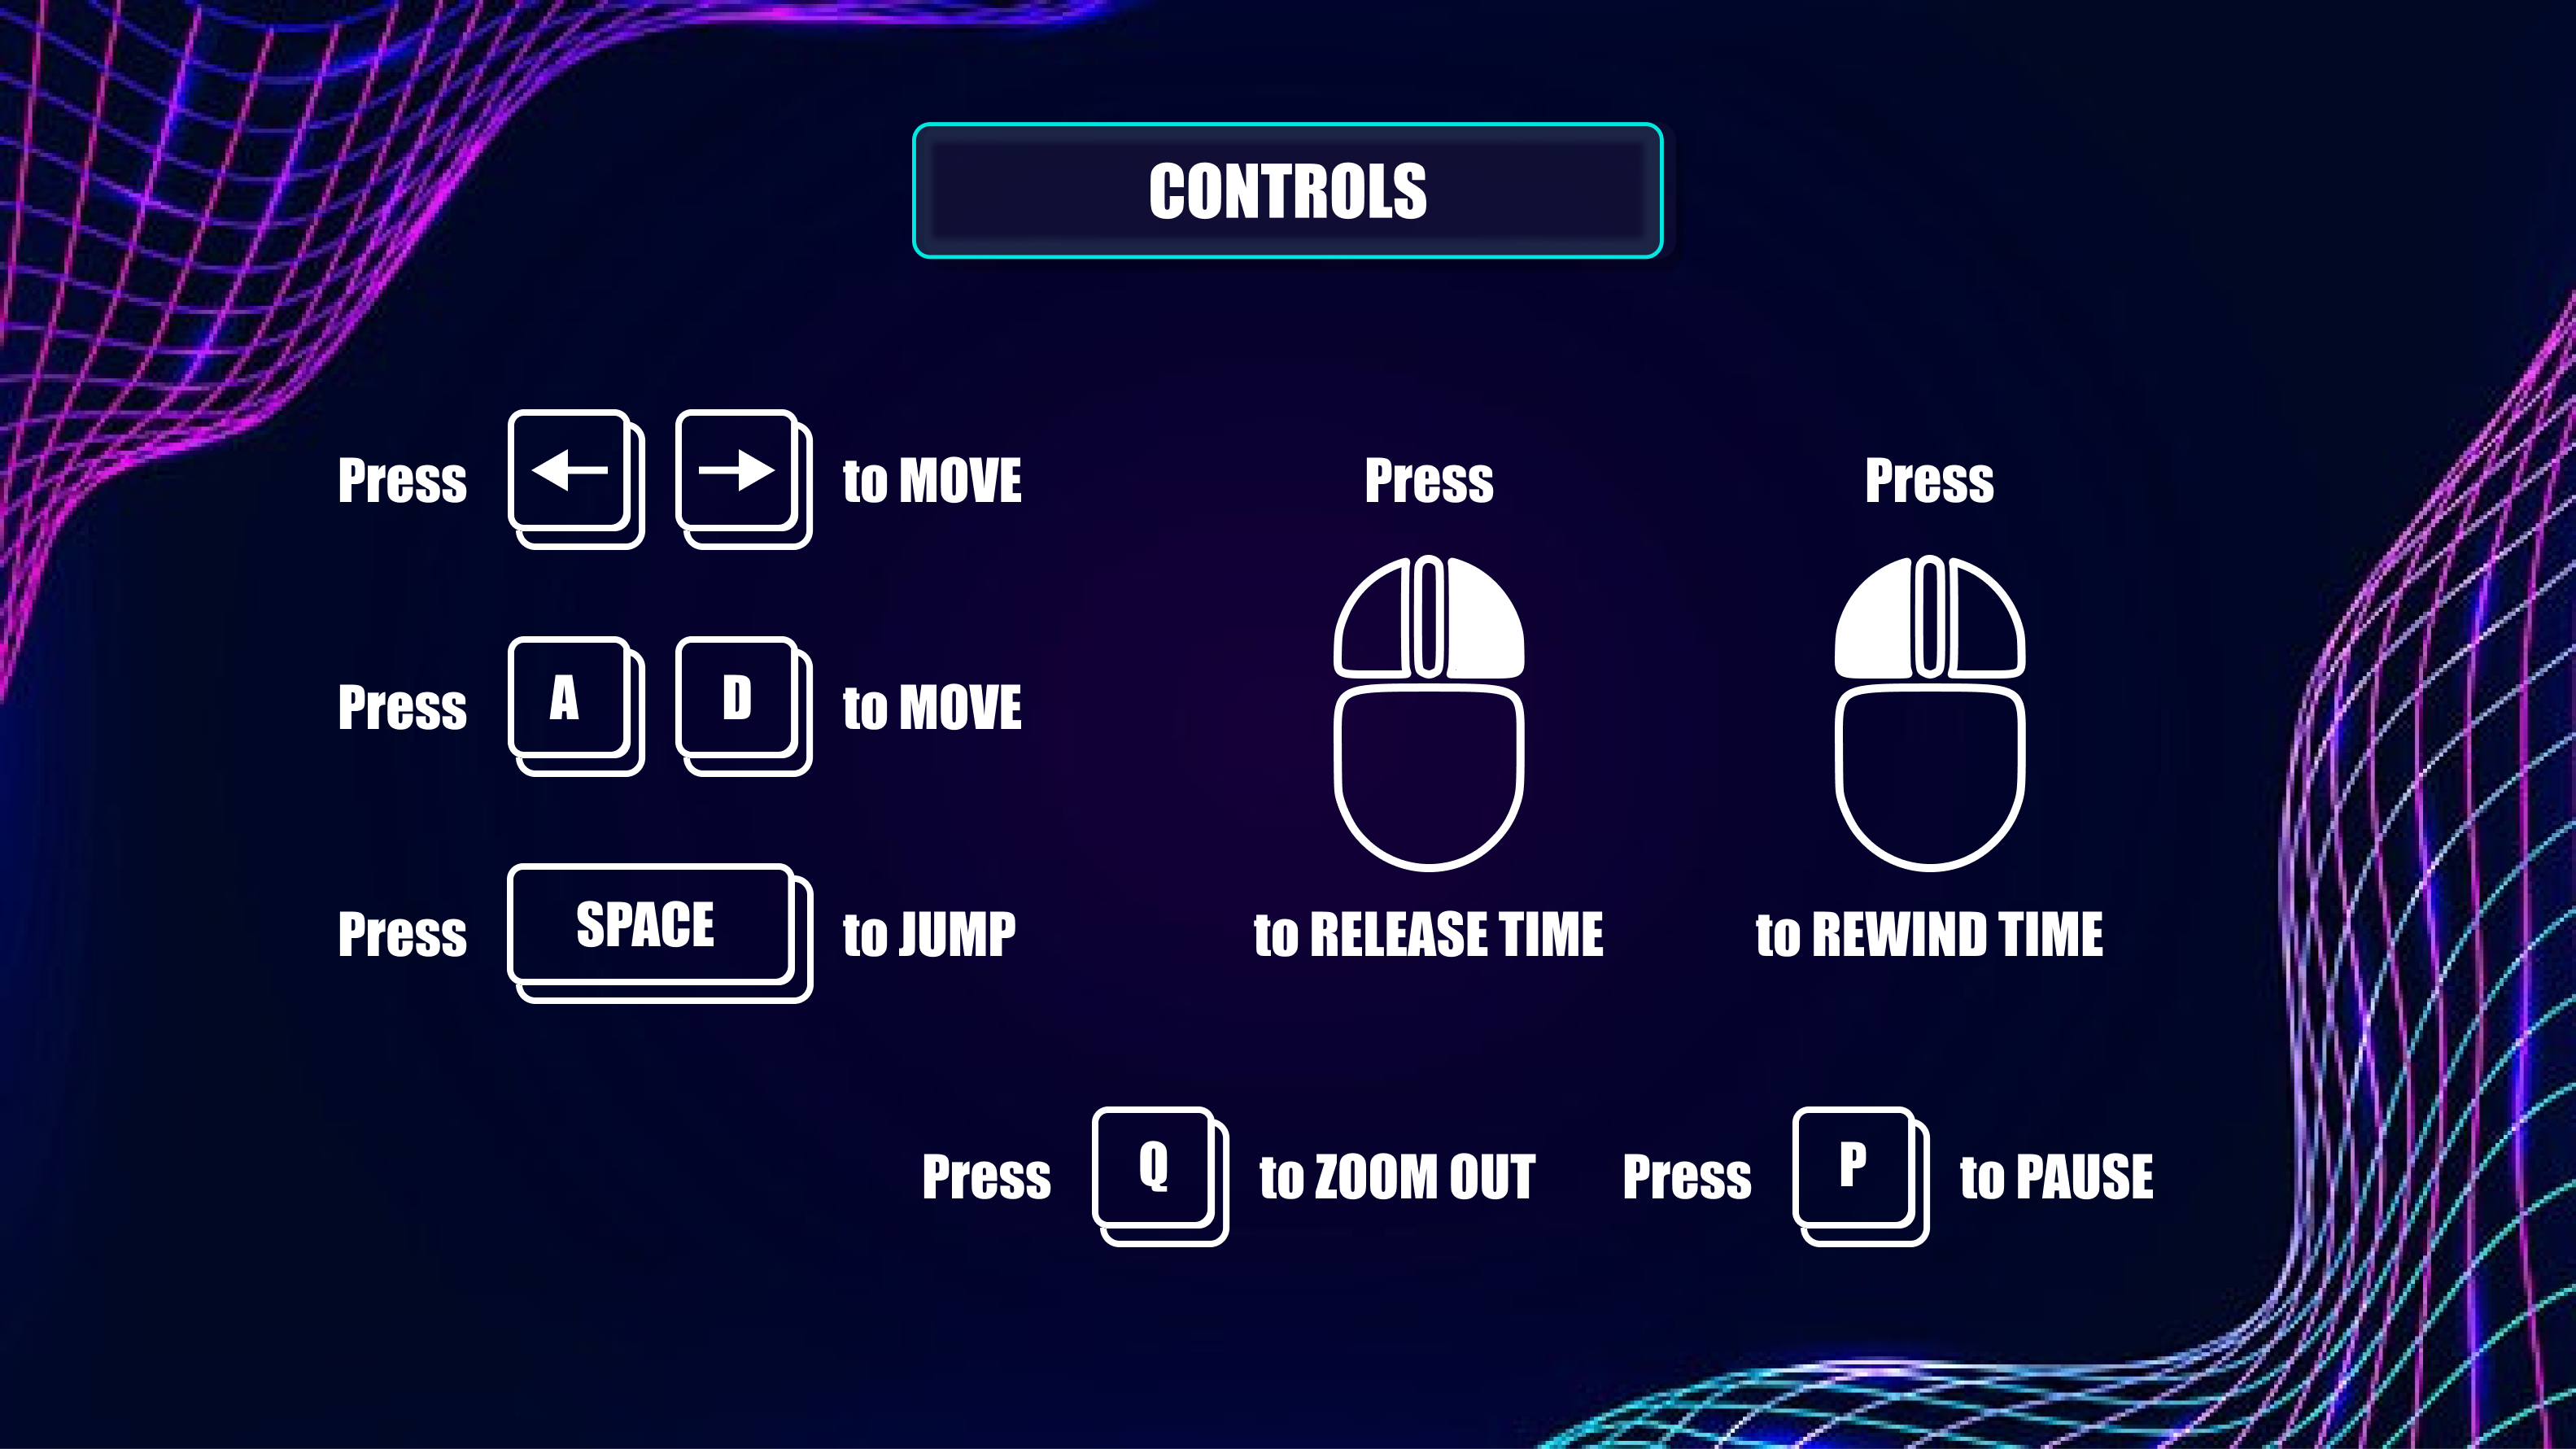 CONTROLS
Press to MOVE
Press A D to MOVE
Press SPACE to JUMP
Press
to RELEASE TIME
Press
to REWIND TIME
Press Q to ZOOM OUT
Press P to PAUSE